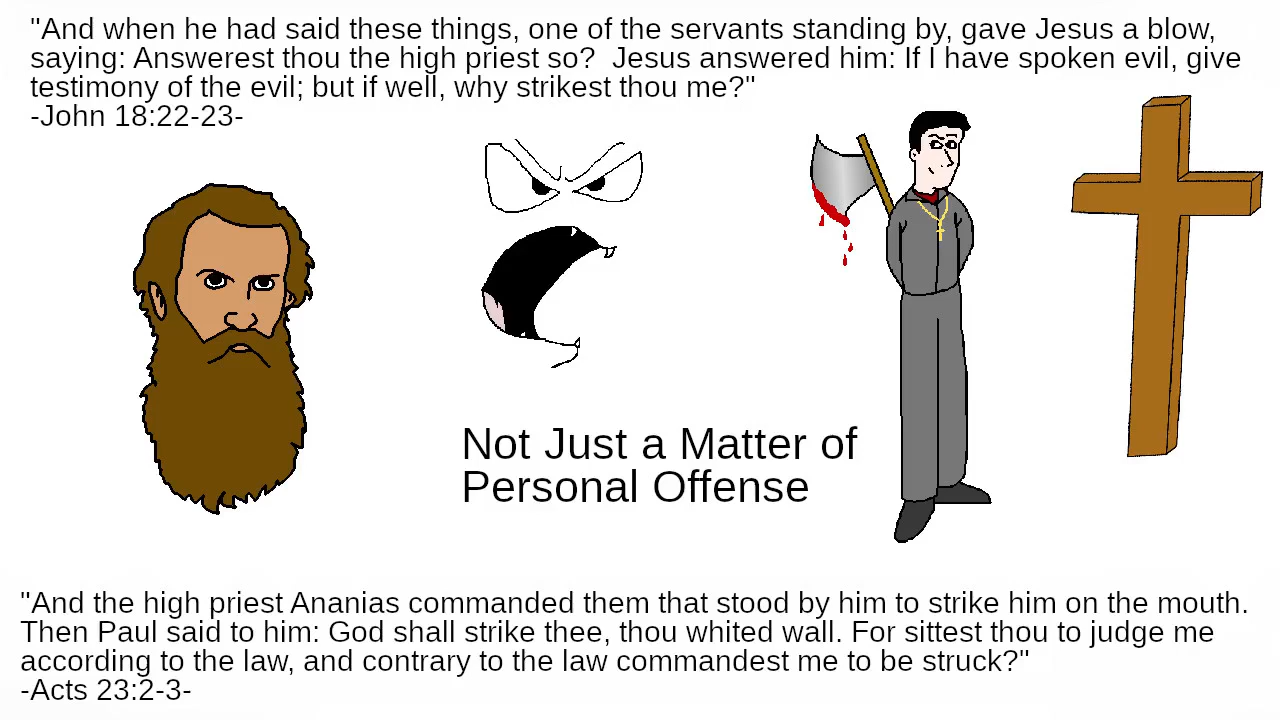 "And when he had said these things, one of the servants standing by, gave Jesus a blow,
saying: Answerest thou the high priest so?  Jesus answered him: If I have spoken evil, give
testimony of the evil; but if well, why strikest thou me?"
-John 18:22-23-
Not Just a Matter of
Personal Offense
"And the high priest Ananias commanded them that stood by him to strike him on the mouth.
Then Paul said to him: God shall strike thee, thou whited wall. For sittest thou to judge me
according to the law, and contrary to the law commandest me to be struck?"
-Acts 23:2-3-